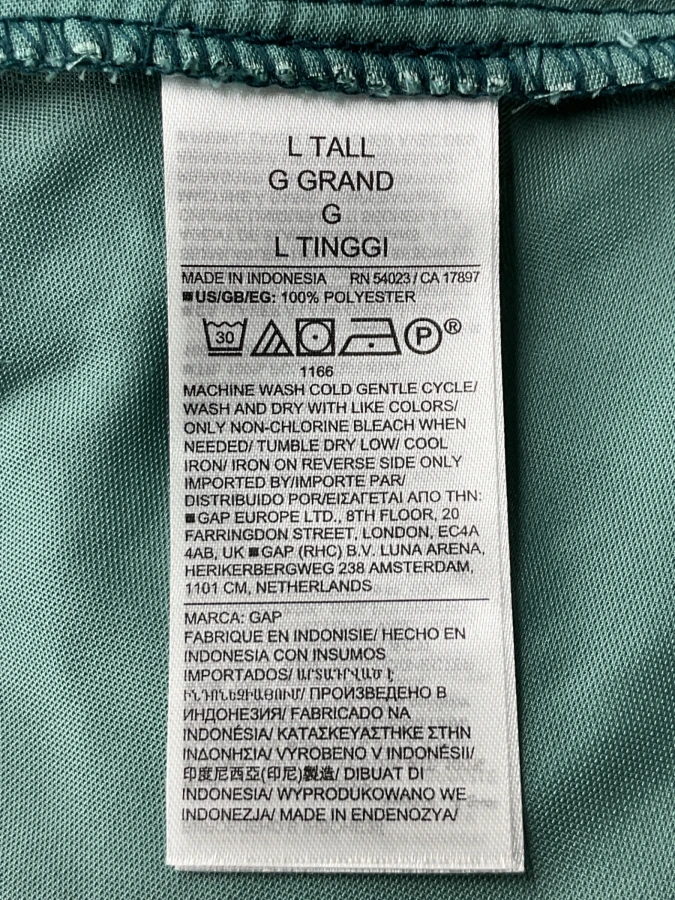 L TALL
G GRAND
G
L TINGGI
MADE IN INDONESIA RN 54023 / CA 17897
■US/GB/EG: 100% POLYESTER
30 P ®
1166
MACHINE WASH COLD GENTLE CYCLE/
WASH AND DRY WITH LIKE COLORS/
ONLY NON-CHLORINE BLEACH WHEN
NEEDED/ TUMBLE DRY LOW/ COOL
IRON/ IRON ON REVERSE SIDE ONLY
IMPORTED BY/IMPORTE PAR/
DISTRIBUIDO POR/ΕΙΣΑΓΕΤΑΙ ΑΠΟ ΤΗΝ:
■GAP EUROPE LTD., 8TH FLOOR, 20
FARRINGDON STREET, LONDON, EC4A
4AB, UK ■GAP (RHC) B.V. LUNA ARENA,
HERIKERBERGWEG 238 AMSTERDAM,
1101 CM, NETHERLANDS
MARCA: GAP
FABRIQUE EN INDONISIE/ HECHO EN
INDONESIA CON INSUMOS
IMPORTADOS/ ԱՐՏԱԴՐՎԱԾ Է
ԻՆԴՈՆԵԶԻԱՅՈՒՄ/ ПРОИЗВЕДЕНО В
ИНДОНЕЗИЯ/ FABRICADO NA
INDONÉSIA/ ΚΑΤΑΣΚΕΥΑΣΤΗΚΕ ΣΤΗΝ
ΙΝΔΟΝΗΣΙΑ/ VYROBENO V INDONÉSII/
印度尼西亞(印尼)製造/ DIBUAT DI
INDONESIA/ WYPRODUKOWANO WE
INDONEZJA/ MADE IN ENDENOZYA/